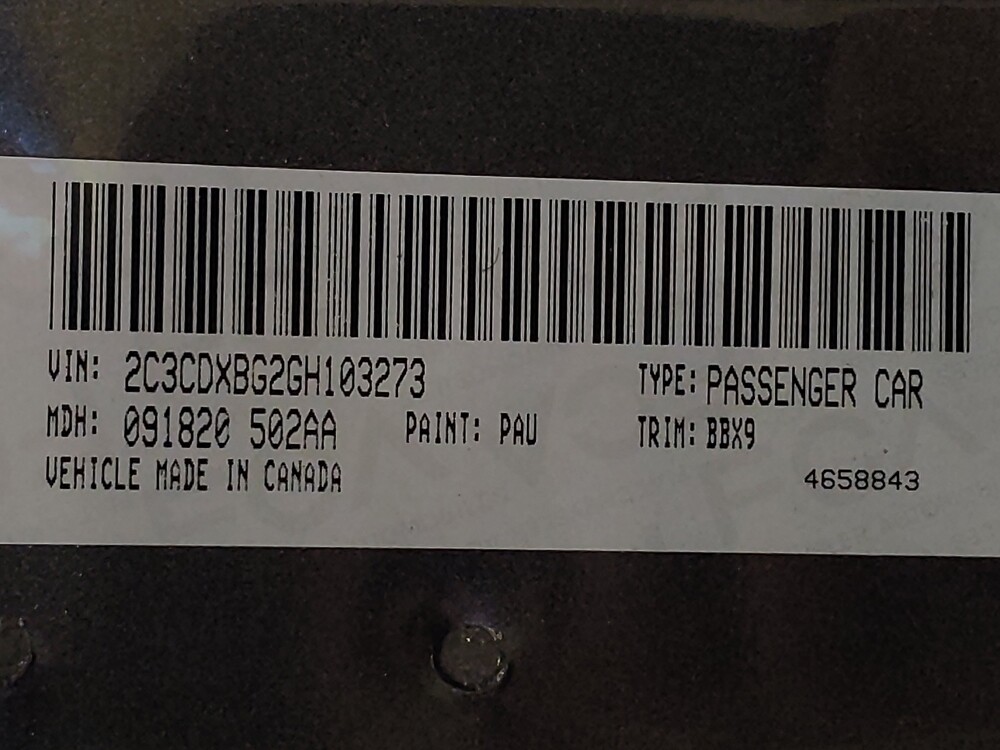 VIN: 2C3CDXBG2GH103273 TYPE: PASSENGER CAR
MDH: 091820 502AA PAINT: PAU TRIM: BBX9
VEHICLE MADE IN CANADA 4658843